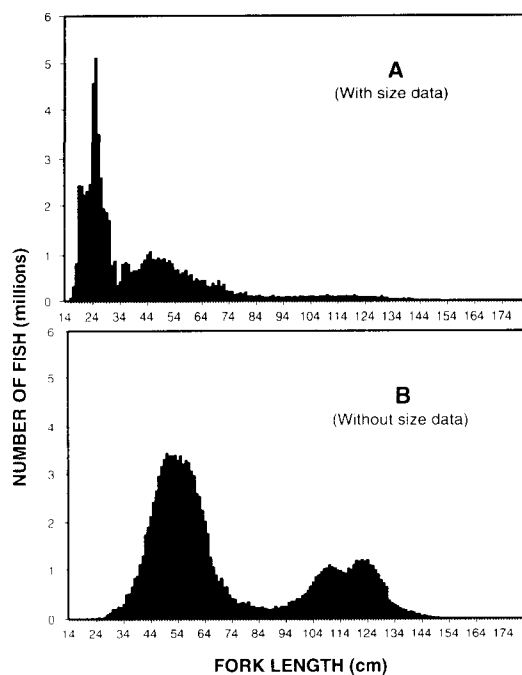 6
5
4
3
2
1
0
A
(With size data)
14 24 34 44 54 64 74 84 94 104 114 124 134 144 154 164 174
NUMBER OF FISH (millions)
6
5
4
3
2
1
0
B
(Without size data)
14 24 34 44 54 64 74 84 94 104 114 124 134 144 154 164 174
FORK LENGTH (cm)